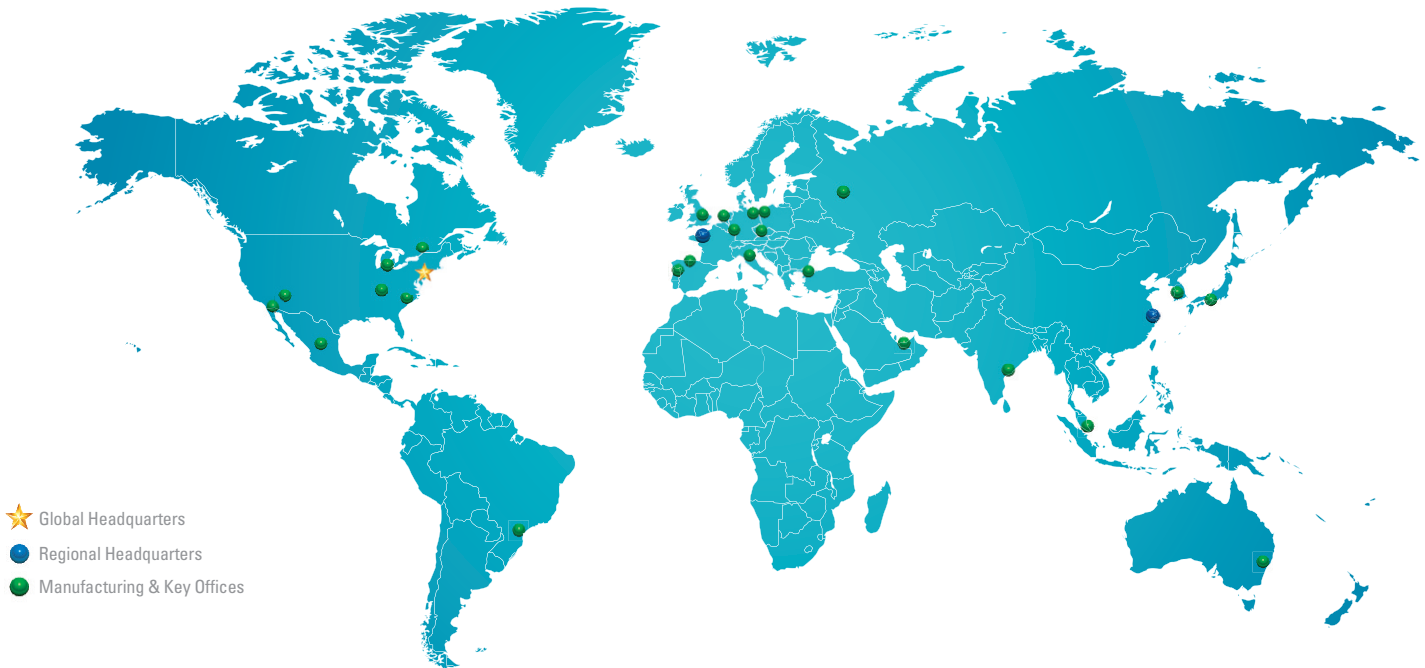 Global Headquarters
Regional Headquarters
Manufacturing & Key Offices